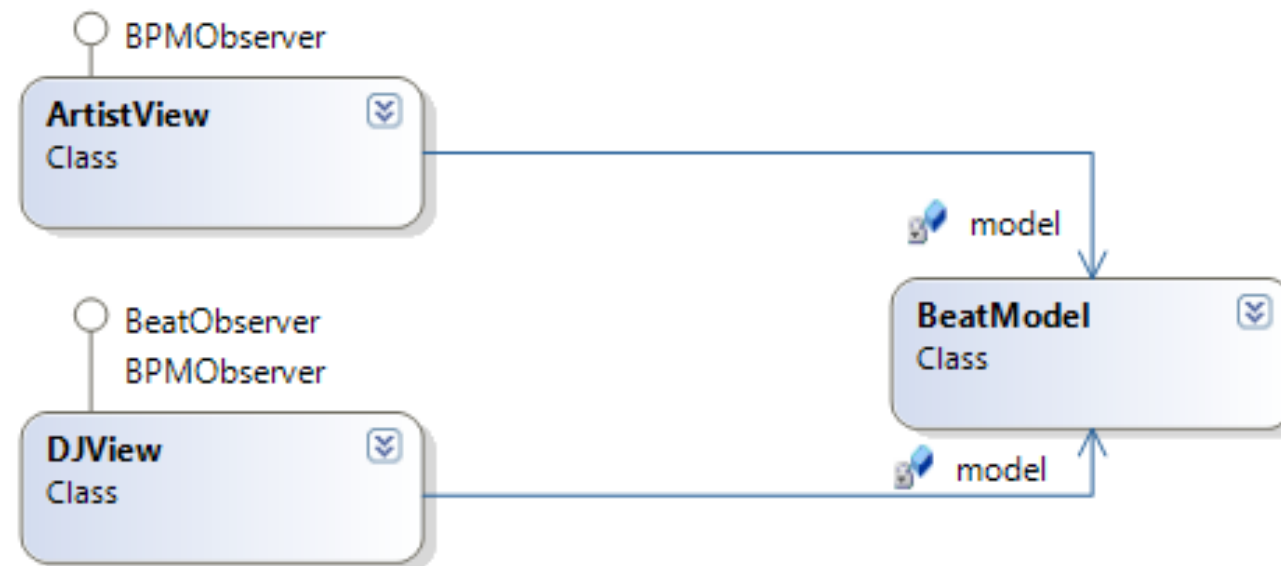 BPMObserver
ArtistView
Class
model
BeatObserver
BPMObserver
BeatModel
Class
DJView
Class
model